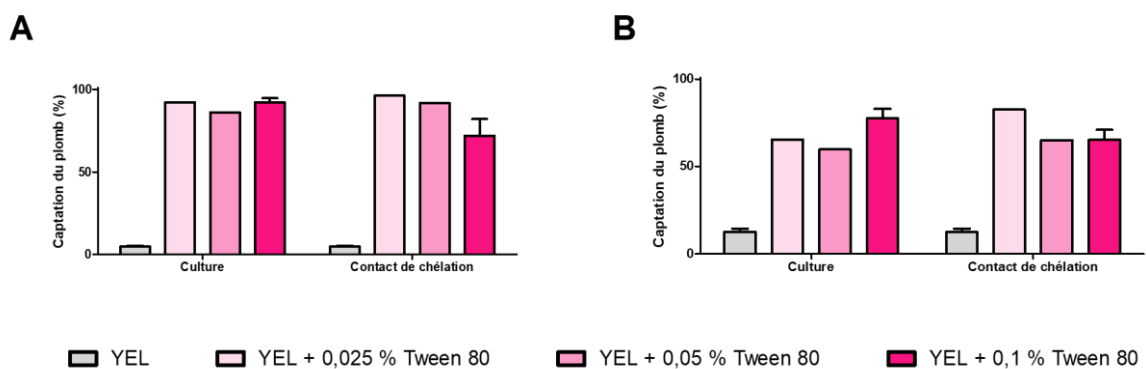 A
Captation du plomb (%)
100
50
0
Culture
Contact de chélation
B
Captation du plomb (%)
100
50
0
Culture
Contact de chélation
YEL
YEL + 0,025 % Tween 80
YEL + 0,05 % Tween 80
YEL + 0,1 % Tween 80